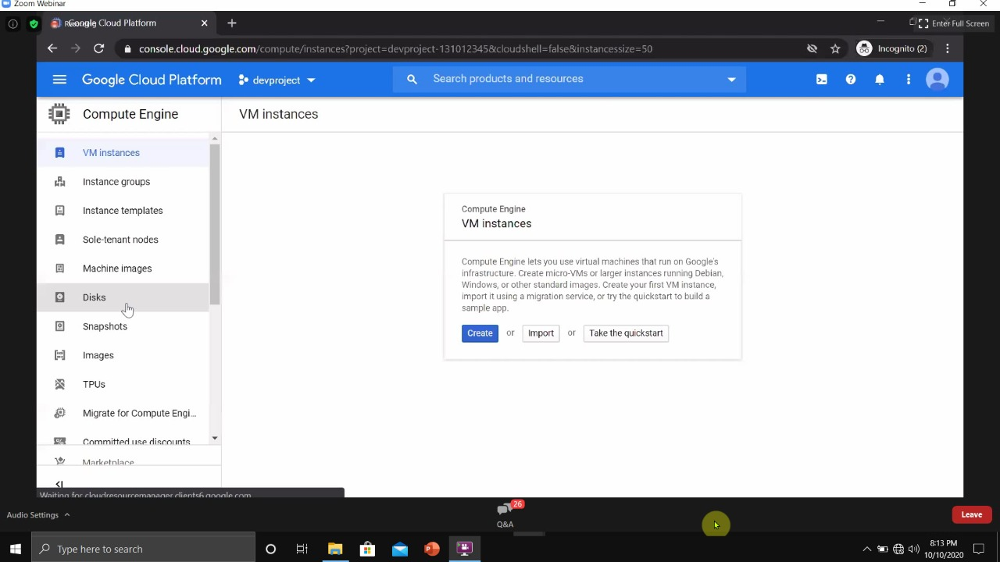 Zoom Webinar
Google Cloud Platform
Enter Full Screen
console.cloud.google.com/compute/instances?project=devproject-131012345&cloudshell=false&instancessize=50
Incognito (2)
Google Cloud Platform
devproject
Search products and resources
Compute Engine
VM instances
VM instances
Instance groups
Instance templates
Sole-tenant nodes
Machine images
Disks
Snapshots
Images
TPUs
Migrate for Compute Engi...
Committed use discounts
Marketplace
Compute Engine
VM instances
Compute Engine lets you use virtual machines that run on Google's
infrastructure. Create micro-VMs or larger instances running Debian,
Windows, or other standard images. Create your first VM instance,
import it using a migration service, or try the quickstart to build a
sample app.
Create or Import or Take the quickstart
Waiting for cloudresourcemanager.clients6.google.com
Audio Settings
26
Q&A
Leave
Type here to search
8:13 PM
10/10/2020